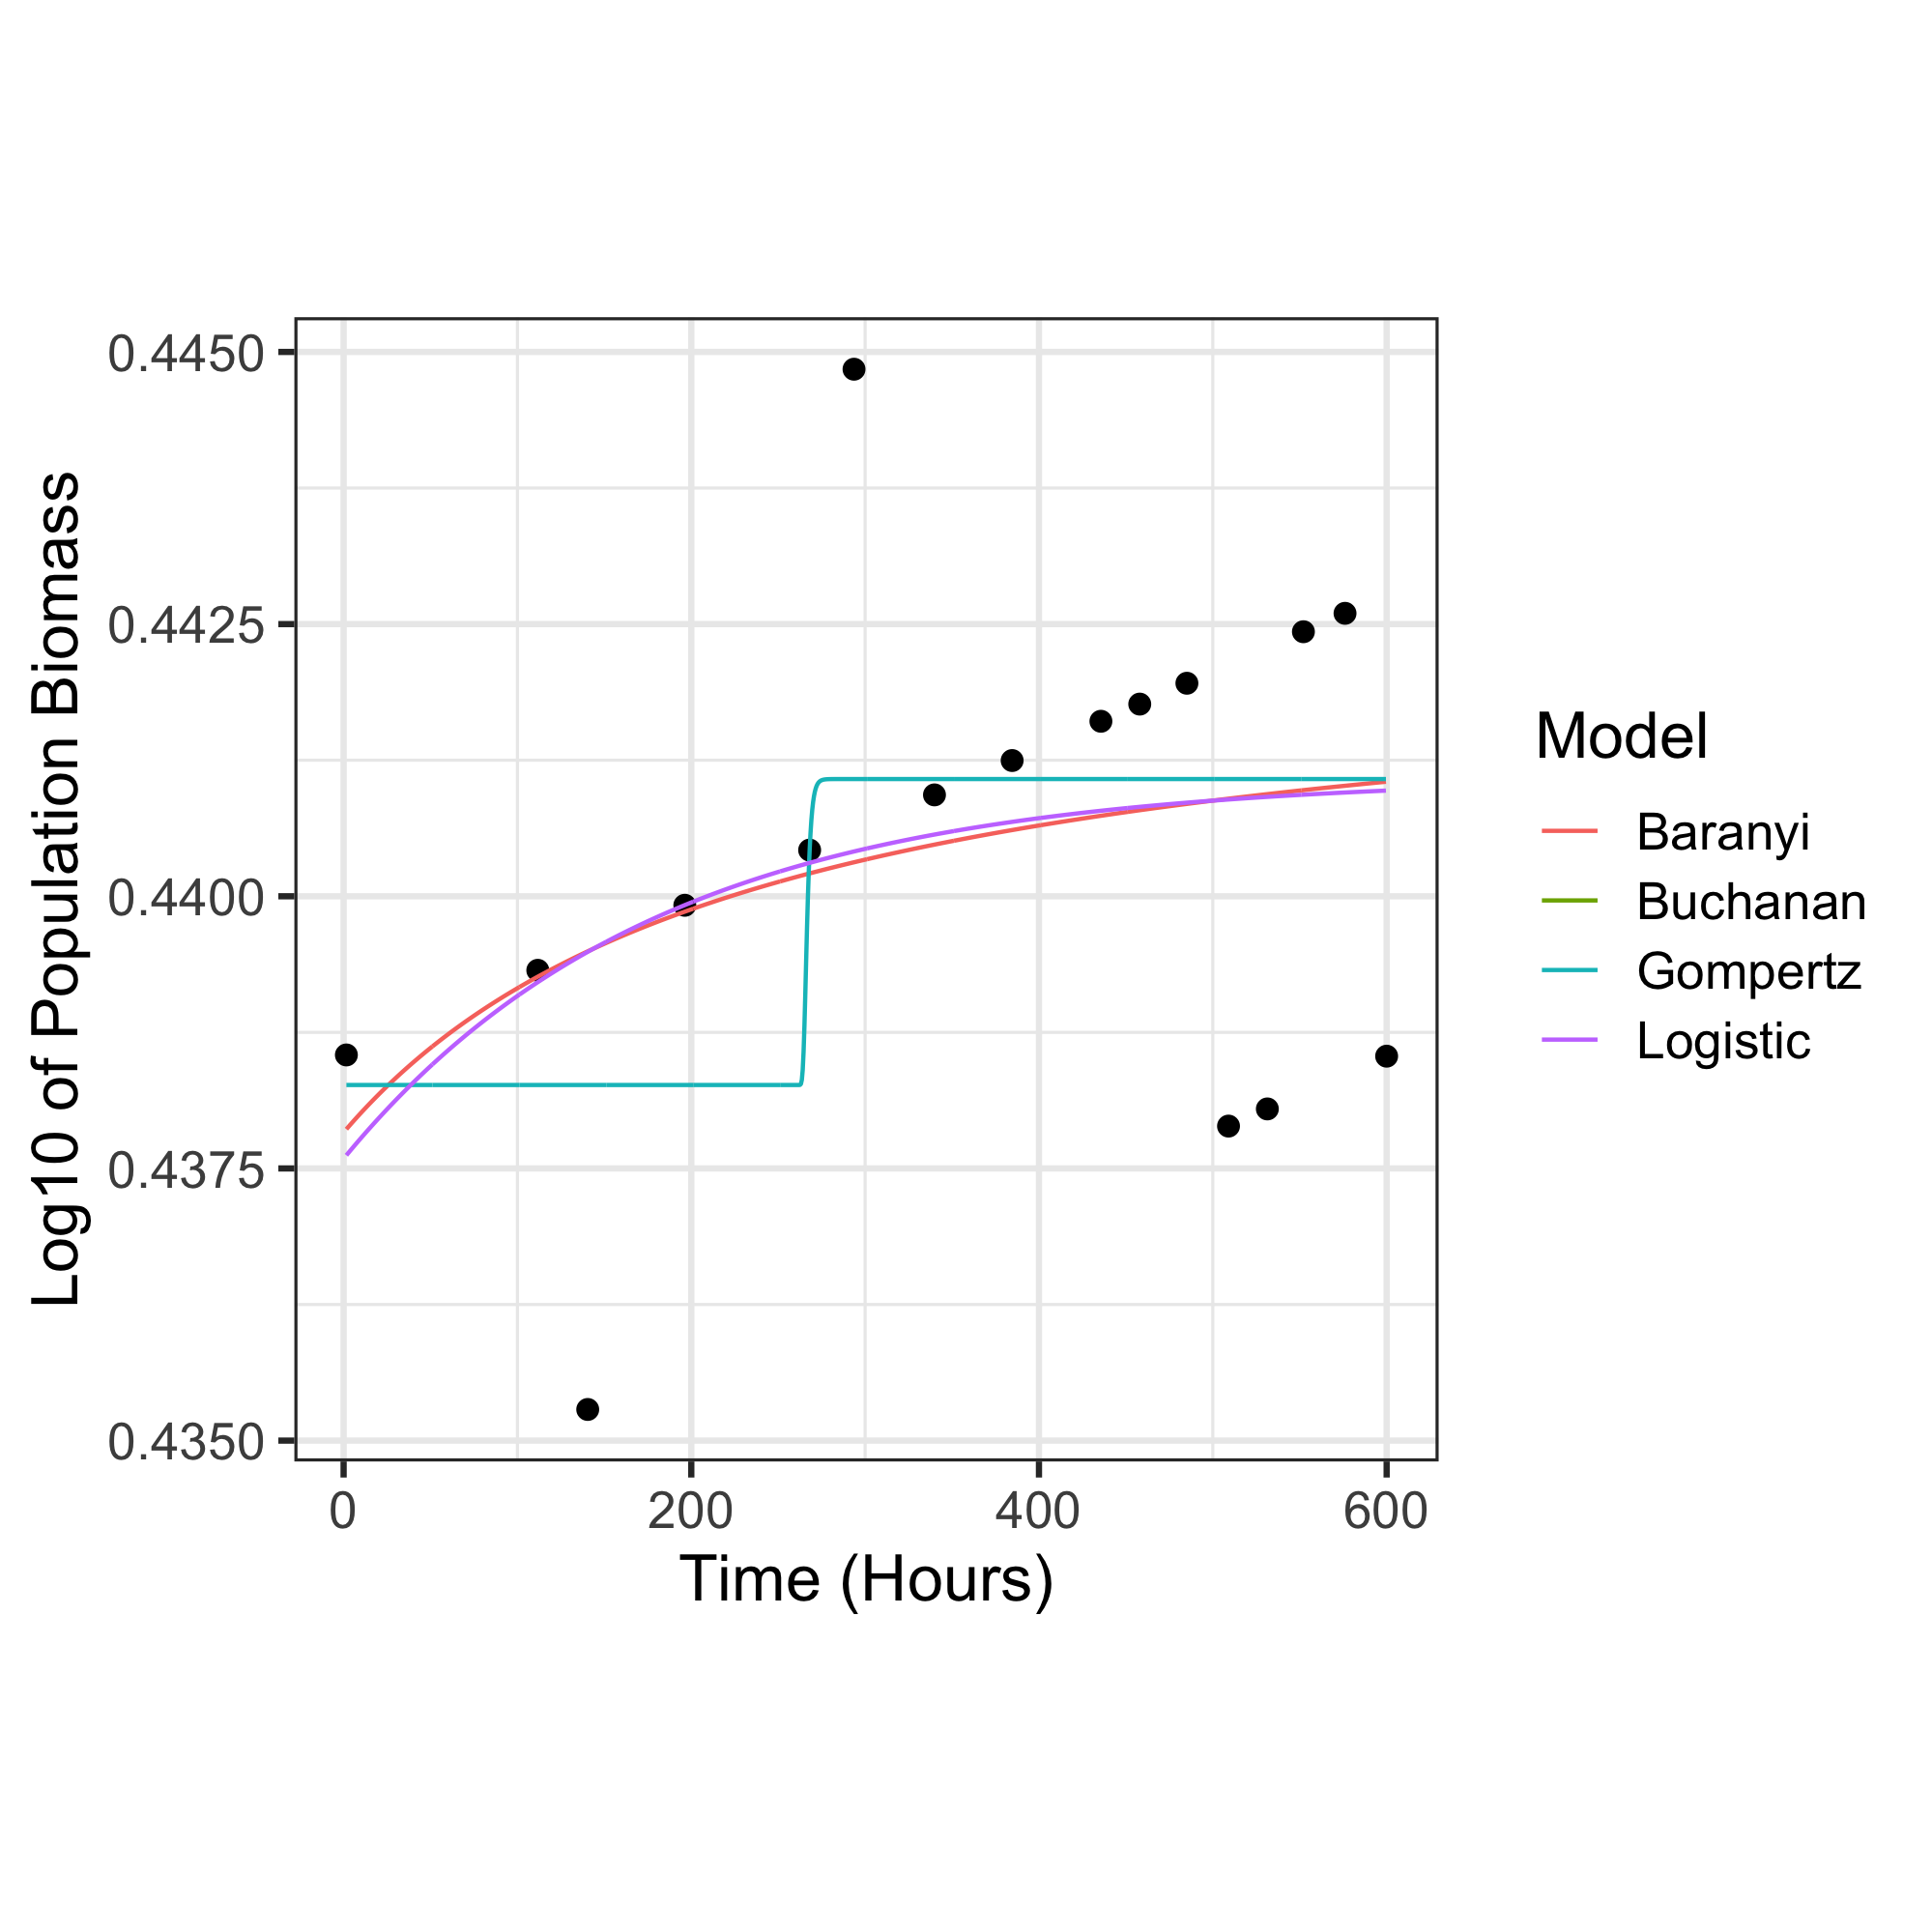 Log10 of Population Biomass
0.4450
0.4425
0.4400
0.4375
0.4350
0 200 400 600
Time (Hours)
Model
Baranyi
Buchanan
Gompertz
Logistic